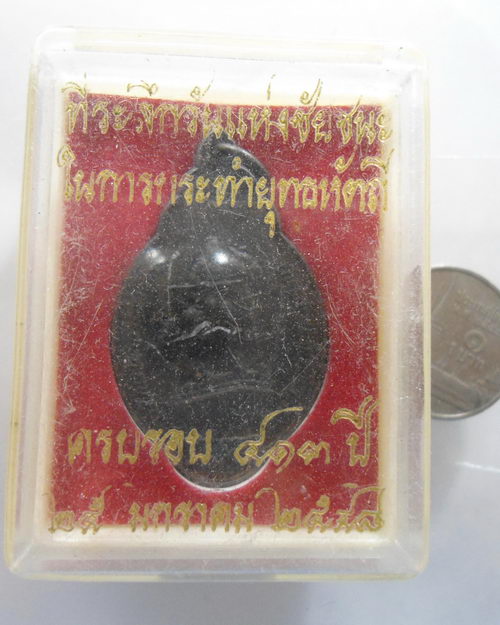 ที่ระลึกวันแห่งชัยชนะ
ในการกระทำยุทธหัตถี
ครบรอบ ๔๑๓ ปี
๒๕ มกราคม ๒๕๔๘
๑